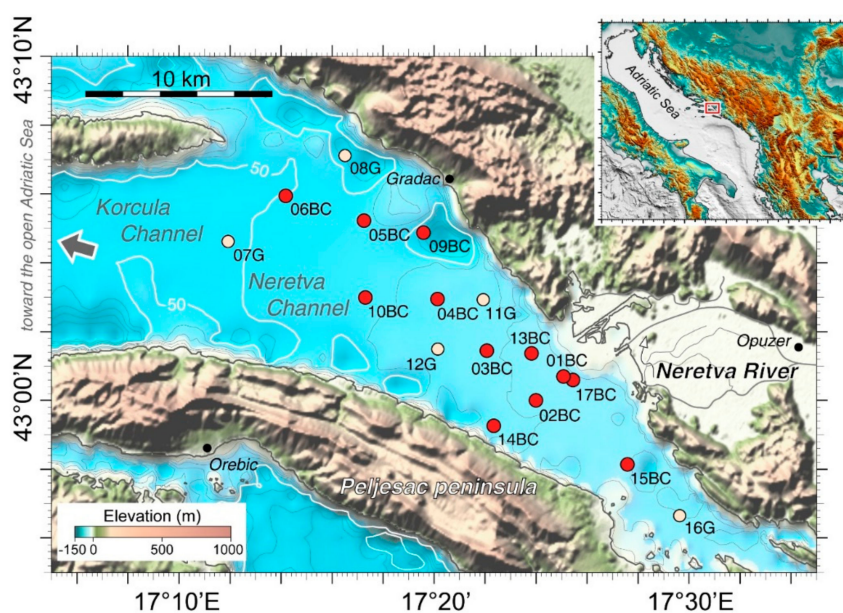 43°10'N
10 km
Adriatic Sea
toward the open Adriatic Sea
50
08G
Gradac
06BC
Korcula
Channel
05BC
09BC
07G
Neretva
Channel
50
10BC
04BC
11G
13BC
Opuzer
12G
03BC
01BC
Neretva River
17BC
43°00'N
02BC
14BC
Orebic
Peljesac peninsula
15BC
Elevation (m)
16G
-150 0 500 1000
17°10'E
17°20'E
17°30'E